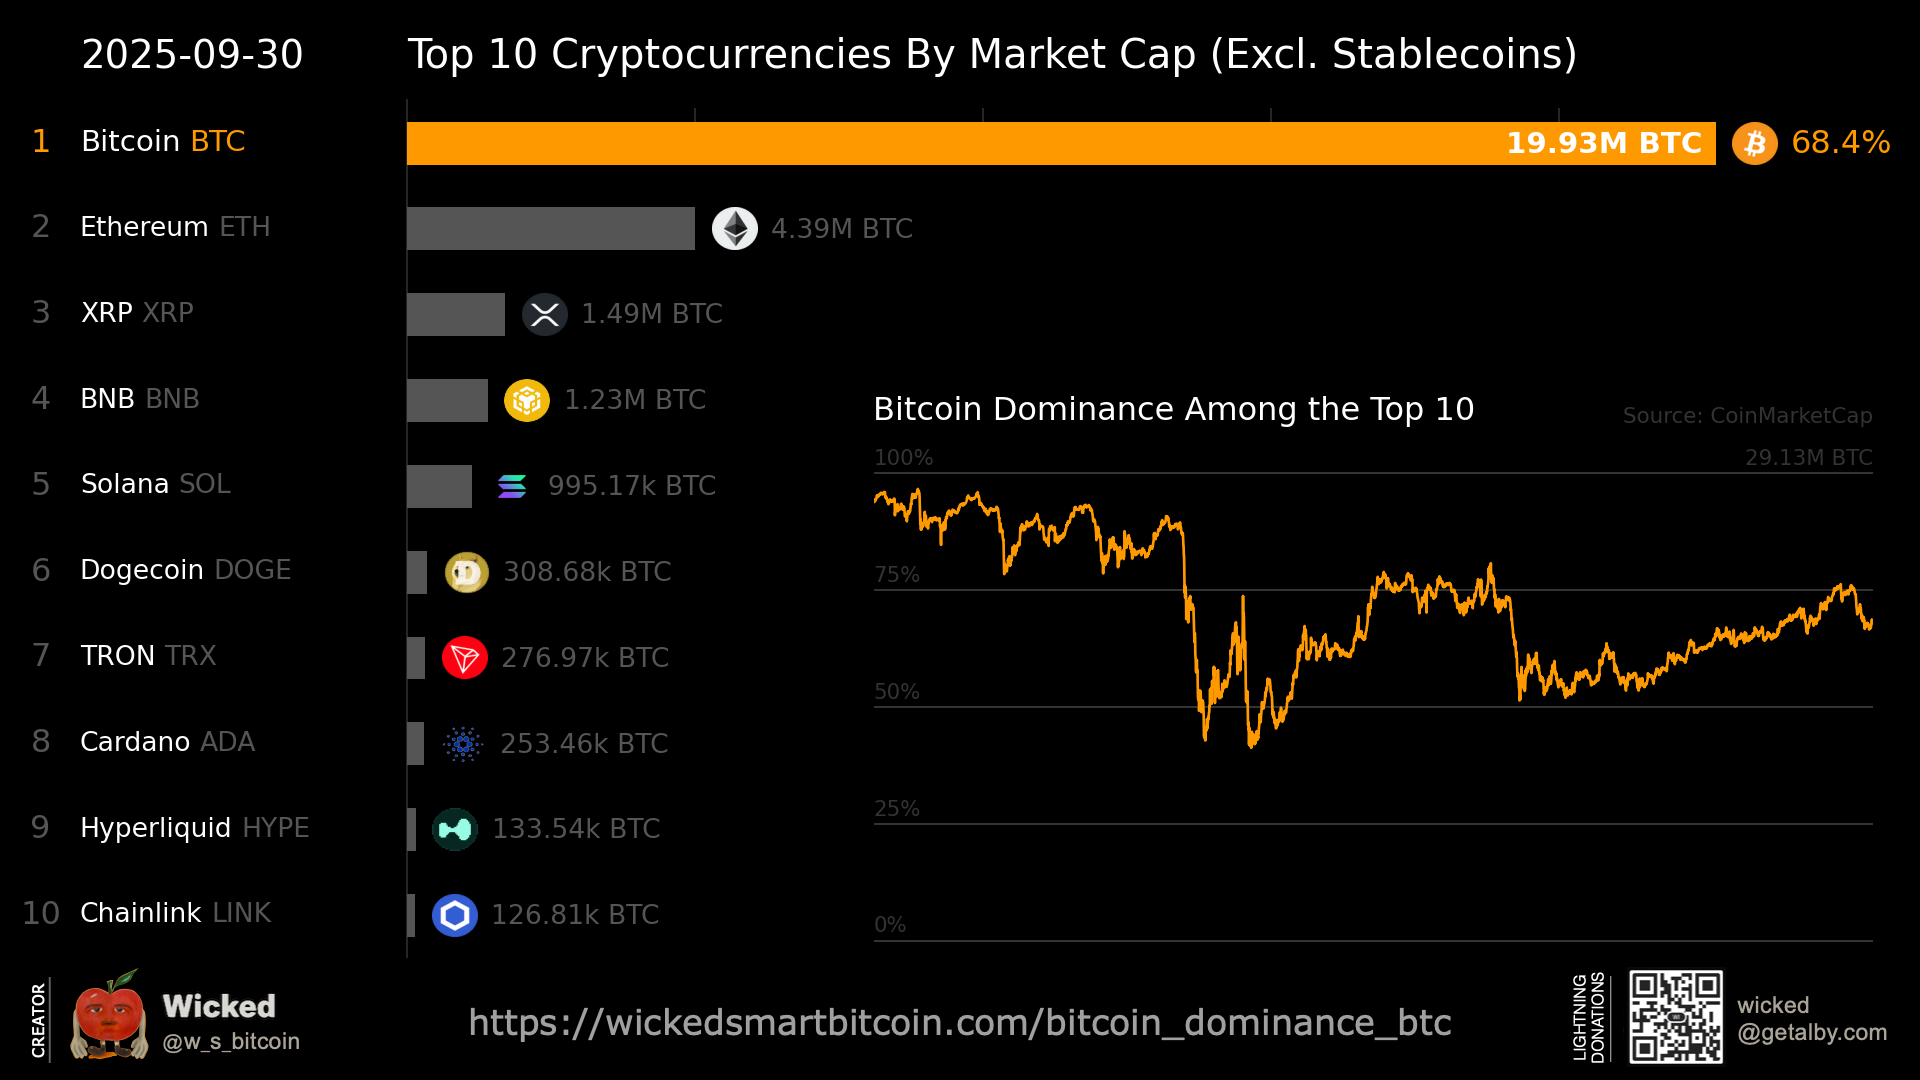 2025-09-30
Top 10 Cryptocurrencies By Market Cap (Excl. Stablecoins)
1 Bitcoin BTC 19.93M BTC 68.4%
2 Ethereum ETH 4.39M BTC
3 XRP XRP 1.49M BTC
4 BNB BNB 1.23M BTC
5 Solana SOL 995.17k BTC
6 Dogecoin DOGE 308.68k BTC
7 TRON TRX 276.97k BTC
8 Cardano ADA 253.46k BTC
9 Hyperliquid HYPE 133.54k BTC
10 Chainlink LINK 126.81k BTC
Bitcoin Dominance Among the Top 10
Source: CoinMarketCap
100% 29.13M BTC
75%
50%
25%
0%
CREATOR
Wicked
@w_s_bitcoin
https://wickedsmartbitcoin.com/bitcoin_dominance_btc
LIGHTNING
DONATIONS
wicked
@getalby.com